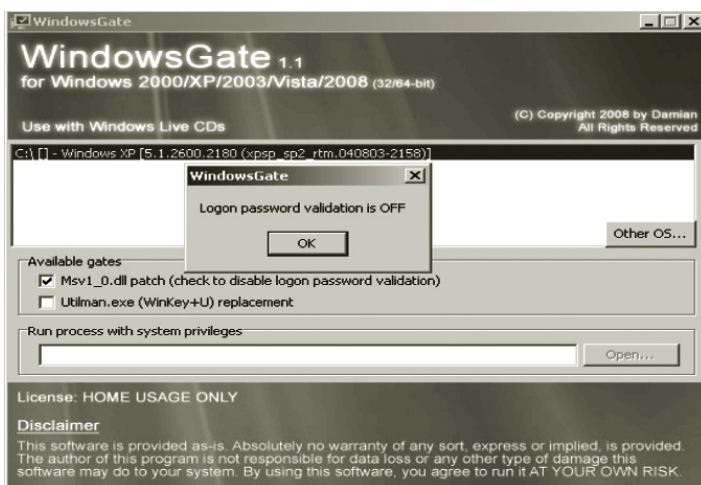 WindowsGate
WindowsGate 1.1
for Windows 2000/XP/2003/Vista/2008 (32/64-bit)
(C) Copyright 2008 by Damian
All Rights Reserved
Use with Windows Live CDs
C:\ [] - Windows XP [5.1.2600.2180 (xpsp_sp2_rtm.040803-2158)]
WindowsGate
Logon password validation is OFF
OK
Other OS...
Available gates
Msv1_0.dll patch (check to disable logon password validation)
Utilman.exe (WinKey+U) replacement
Run process with system privileges
Open...
License: HOME USAGE ONLY
Disclaimer
This software is provided as-is. Absolutely no warranty of any sort, express or implied, is provided.
The author of this program is not responsible for data loss or any other type of damage this
software may do to your system. By using this software, you agree to run it AT YOUR OWN RISK.